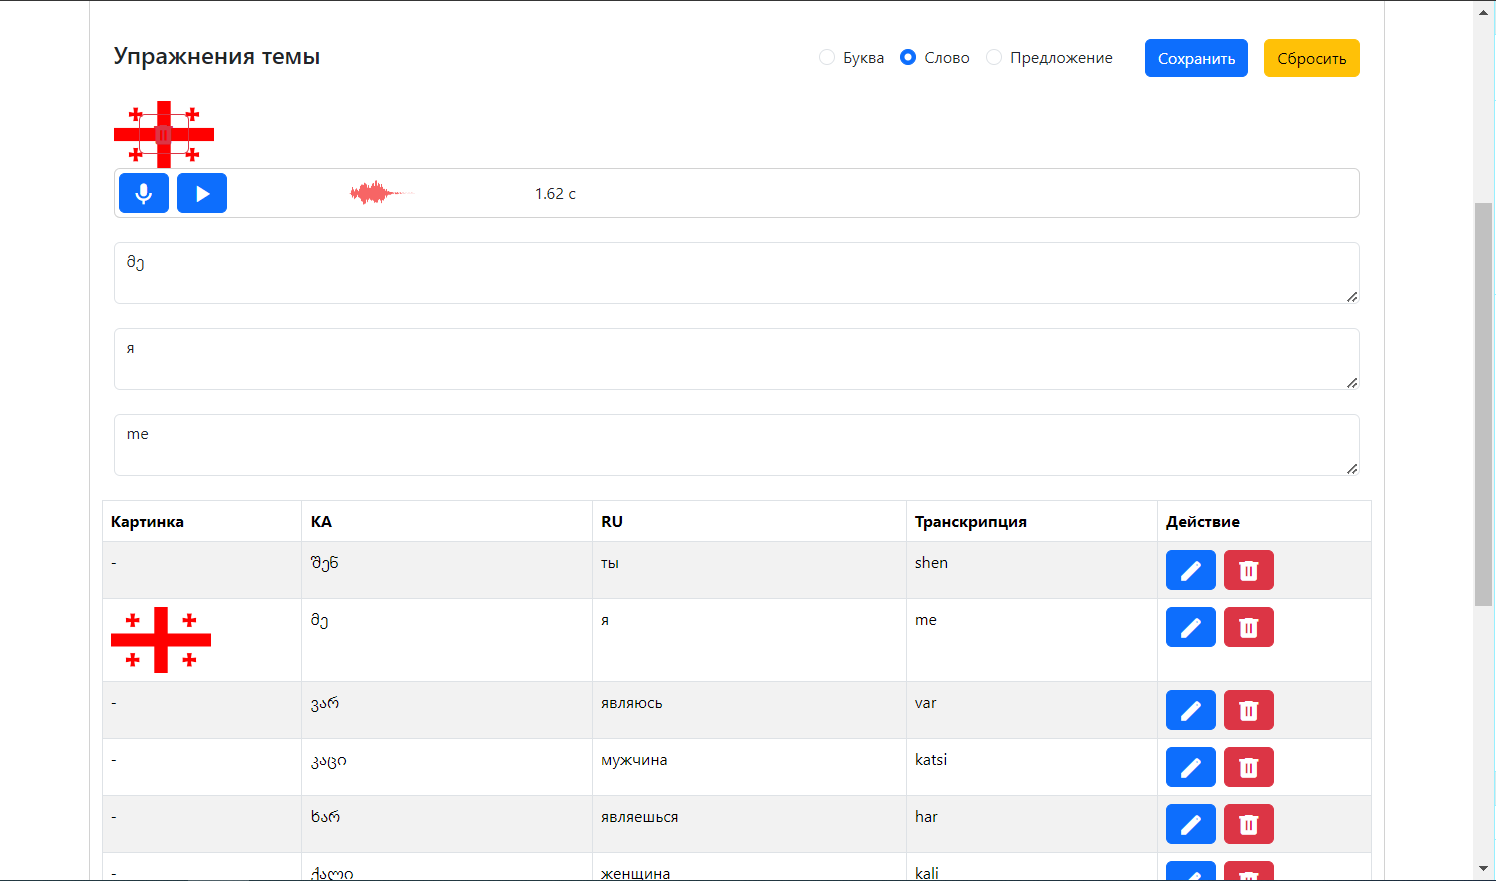 Упражнения темы
Буква Слово Предложение Сохранить Сбросить
1.62 с
მე
я
me
Картинка KA RU Транскрипция Действие
- შენ ты shen
მე я me
- ვარ являюсь var
- კაცი мужчина katsi
- ხარ являешься har
- ქალი женщина kali